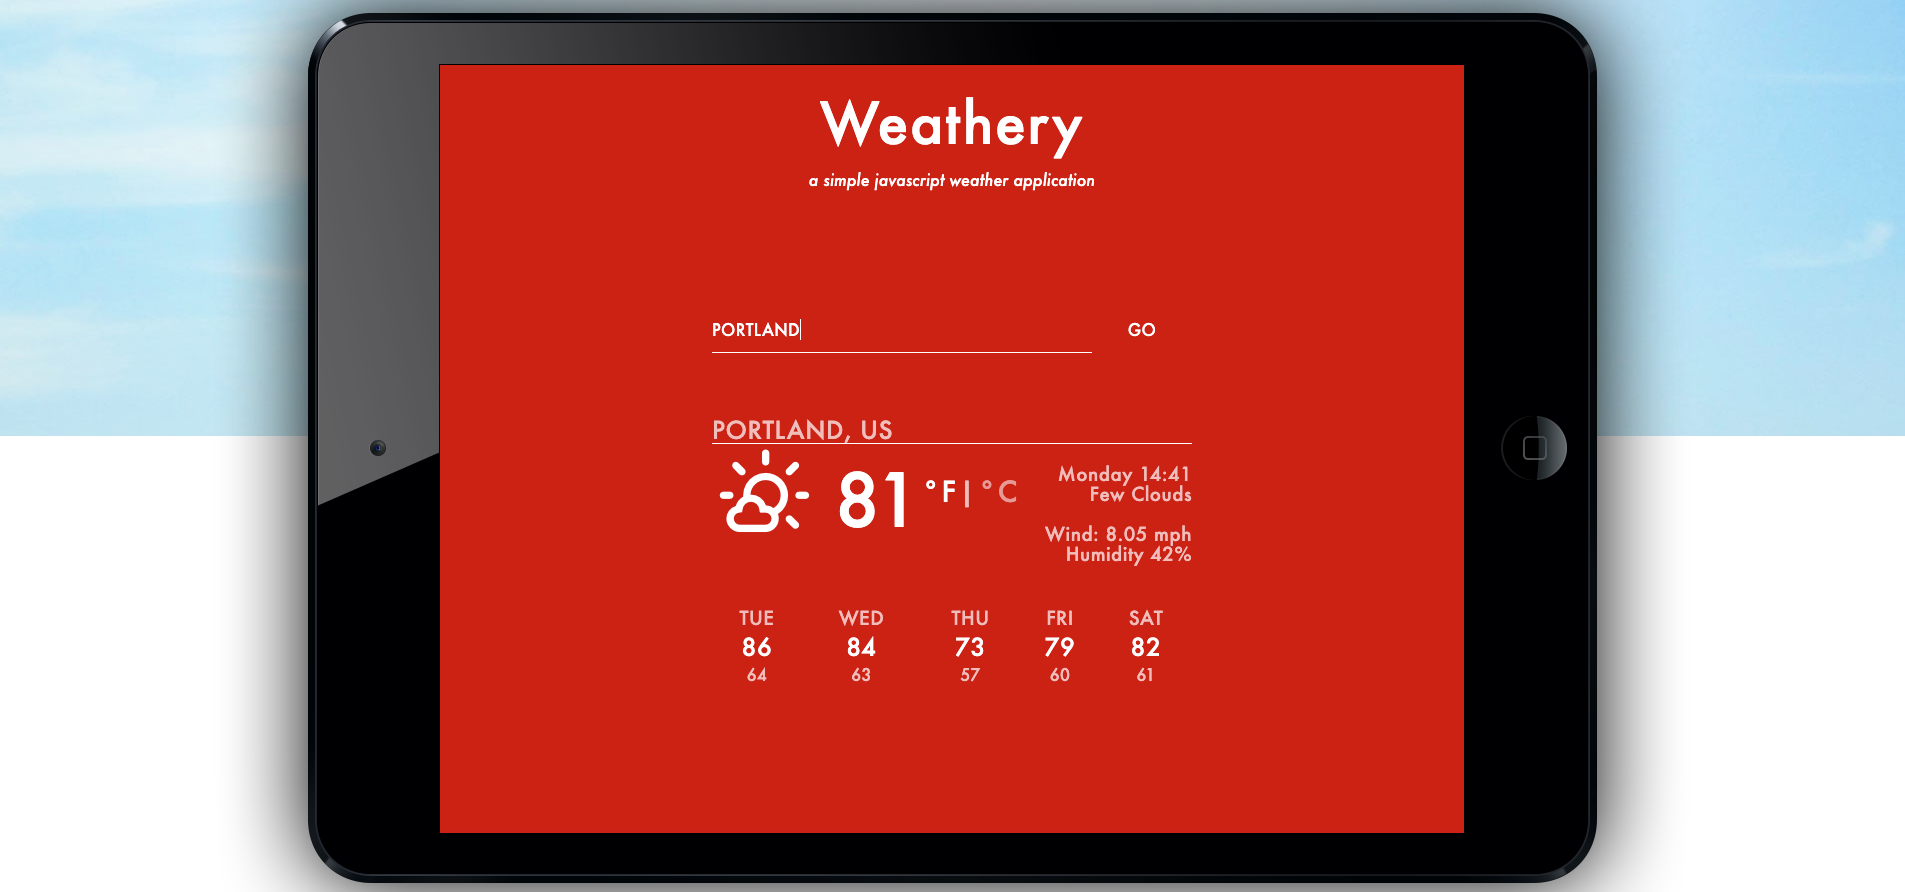 Weathery
a simple javascript weather application
PORTLAND
GO
PORTLAND, US
81 °F | °C
Monday 14:41
Few Clouds
Wind: 8.05 mph
Humidity 42%
TUE WED THU FRI SAT
86 84 73 79 82
64 63 57 60 61